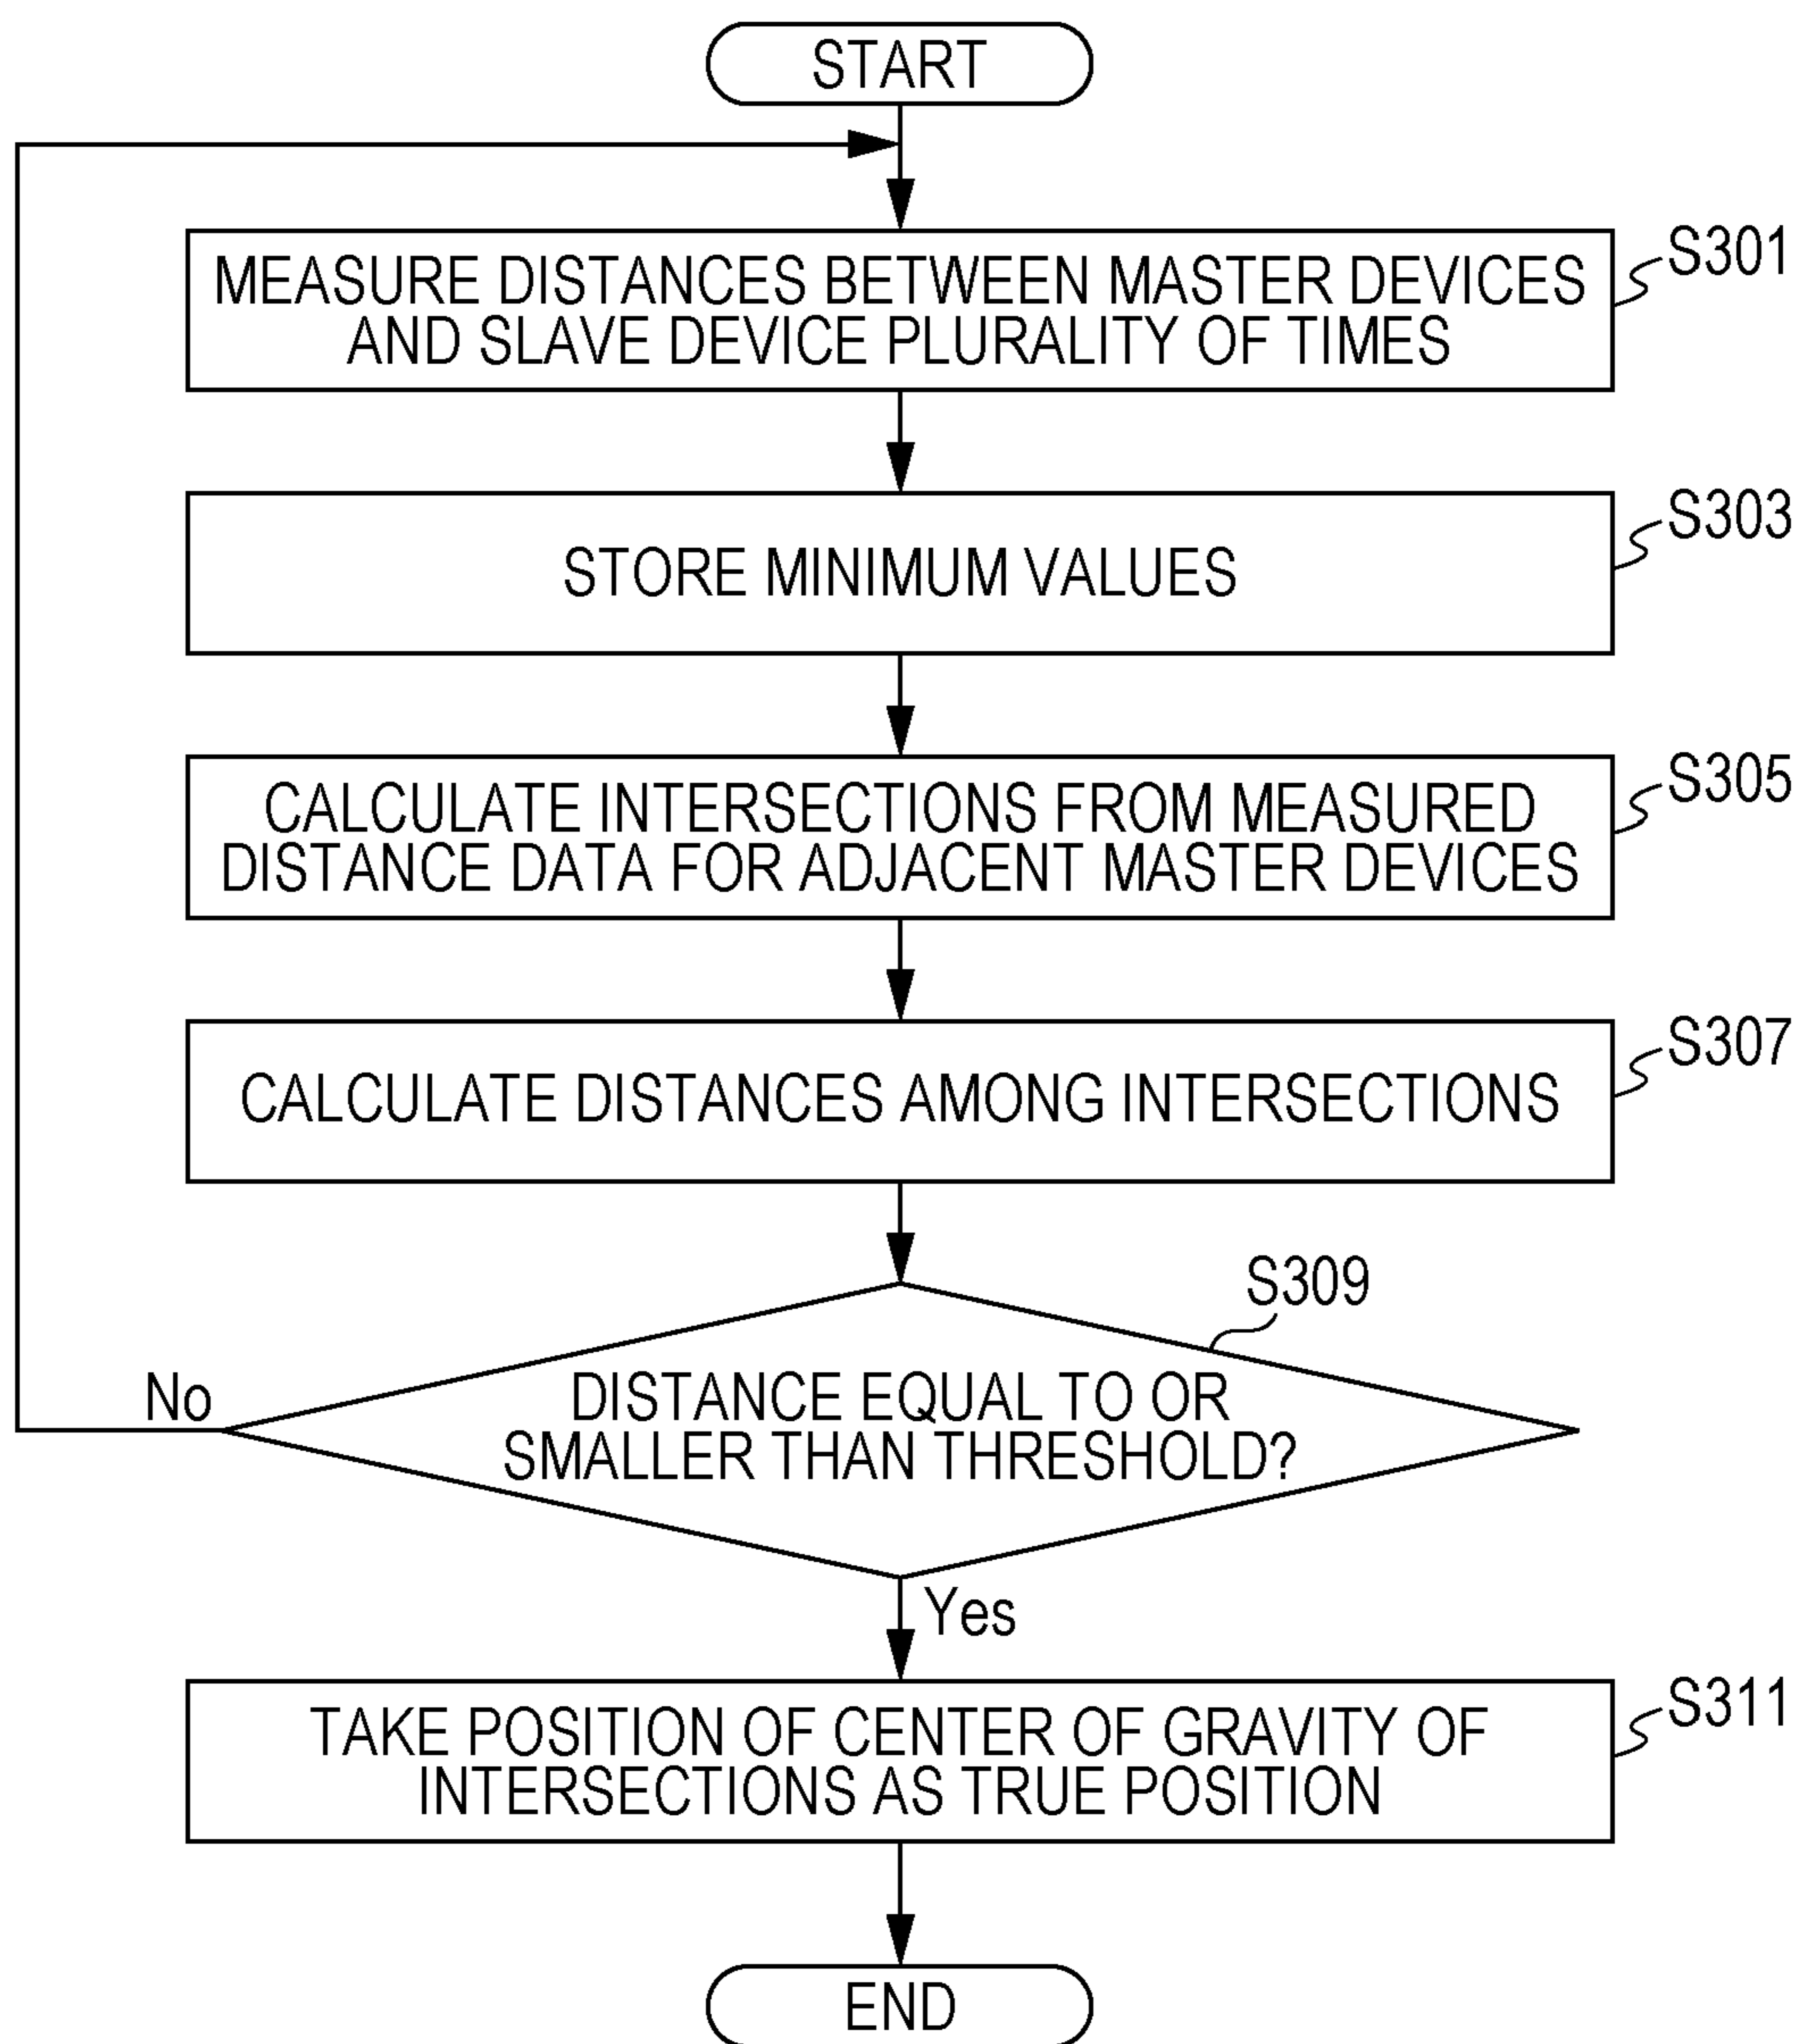 START
MEASURE DISTANCES BETWEEN MASTER DEVICES
AND SLAVE DEVICE PLURALITY OF TIMES
S301
STORE MINIMUM VALUES
S303
CALCULATE INTERSECTIONS FROM MEASURED
DISTANCE DATA FOR ADJACENT MASTER DEVICES
S305
CALCULATE DISTANCES AMONG INTERSECTIONS
S307
S309
DISTANCE EQUAL TO OR
SMALLER THAN THRESHOLD?
No
Yes
TAKE POSITION OF CENTER OF GRAVITY OF
INTERSECTIONS AS TRUE POSITION
S311
END